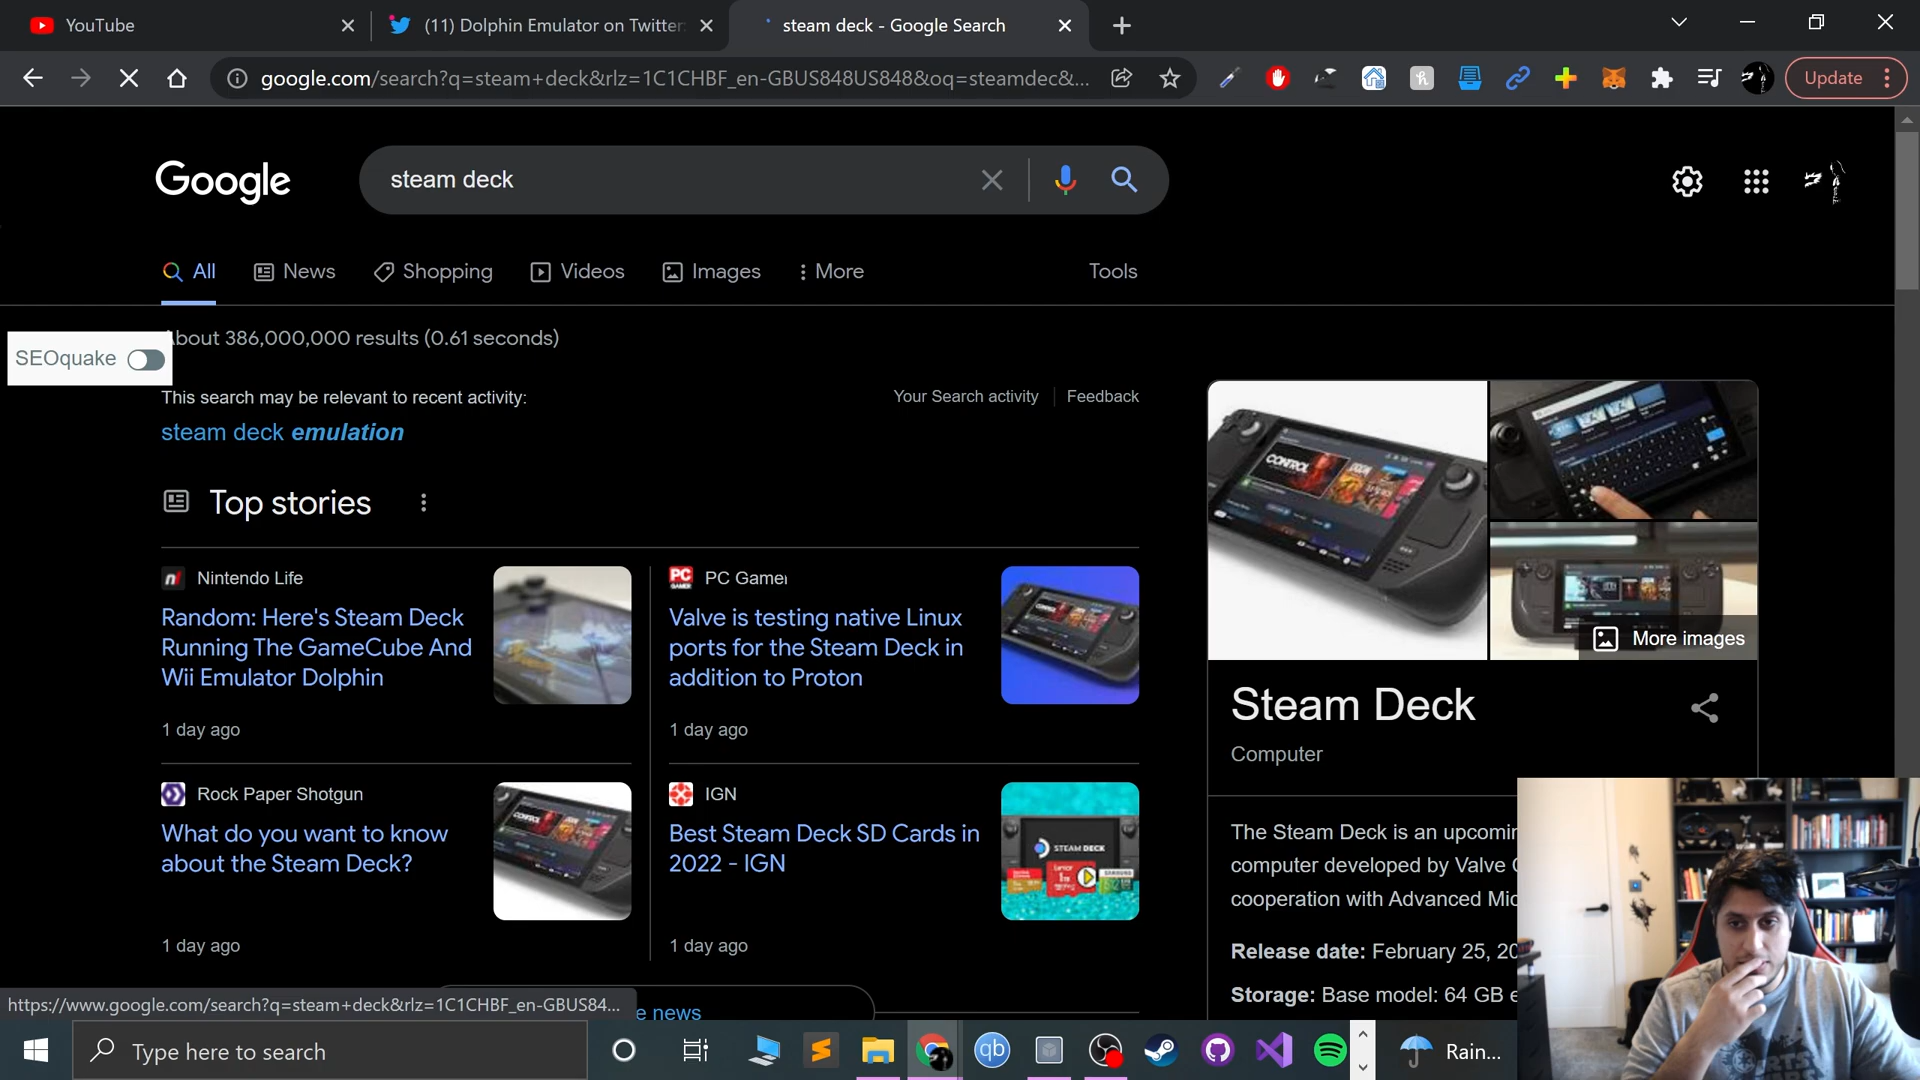 YouTube
(11) Dolphin Emulator on Twitter
steam deck - Google Search
google.com/search?q=steam+deck&rlz=1C1CHBF_en-GBUS848US848&oq=steamdec&...
Update
Google
steam deck
All
News
Shopping
Videos
Images
More
Tools
About 386,000,000 results (0.61 seconds)
SEOquake
This search may be relevant to recent activity:
Your Search activity
Feedback
steam deck emulation
Top stories
Nintendo Life
Random: Here's Steam Deck
Running The GameCube And
Wii Emulator Dolphin
1 day ago
PC Gamer
Valve is testing native Linux
ports for the Steam Deck in
addition to Proton
1 day ago
Rock Paper Shotgun
What do you want to know
about the Steam Deck?
1 day ago
IGN
Best Steam Deck SD Cards in
2022 - IGN
1 day ago
CONTROL
STEAM DECK
More images
Steam Deck
Computer
The Steam Deck is an upcomin
computer developed by Valve C
cooperation with Advanced Mic
Release date: February 25, 20
Storage: Base model: 64 GB e
https://www.google.com/search?q=steam+deck&rlz=1C1CHBF_en-GBUS84...
e news
Type here to search
qb
Rain...